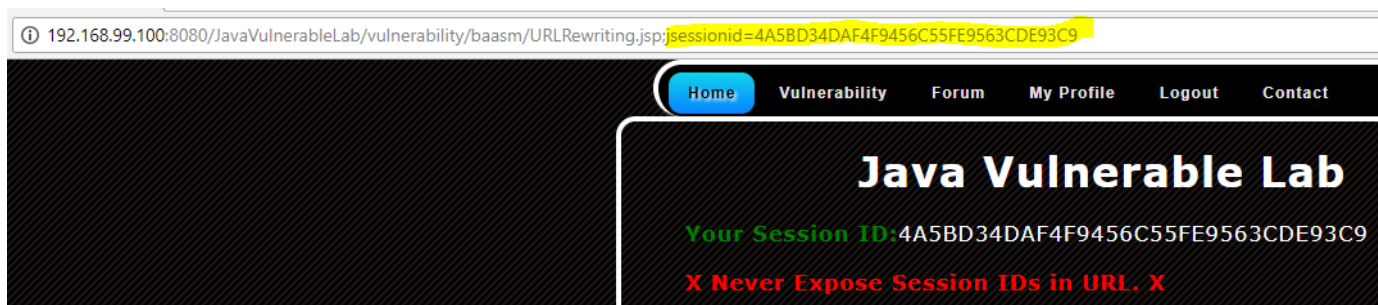 192.168.99.100:8080/JavaVulnerableLab/vulnerability/baasm/URLRewriting.jsp;jsessionid=4A5BD34DAF4F9456C55FE9563CDE93C9
Home Vulnerability Forum My Profile Logout Contact
Java Vulnerable Lab
Your Session ID:4A5BD34DAF4F9456C55FE9563CDE93C9
X Never Expose Session IDs in URL. X